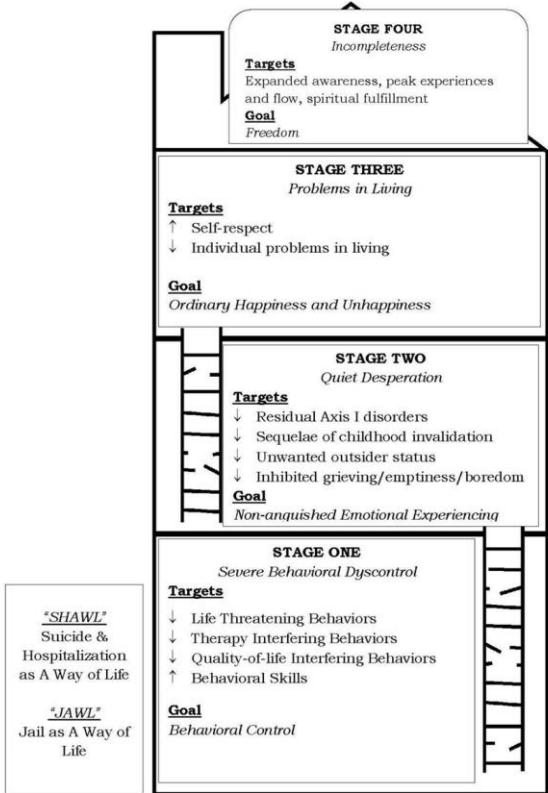 STAGE FOUR
Incompleteness
Targets
Expanded awareness, peak experiences
and flow, spiritual fulfillment
Goal
Freedom
STAGE THREE
Problems in Living
Targets
↑ Self-respect
↓ Individual problems in living
Goal
Ordinary Happiness and Unhappiness
STAGE TWO
Quiet Desperation
Targets
↓ Residual Axis I disorders
↓ Sequelae of childhood invalidation
↓ Unwanted outsider status
↓ Inhibited grieving/emptiness/boredom
Goal
Non-anguished Emotional Experiencing
STAGE ONE
Severe Behavioral Dyscontrol
Targets
↓ Life Threatening Behaviors
↓ Therapy Interfering Behaviors
↓ Quality-of-life Interfering Behaviors
↑ Behavioral Skills
Goal
Behavioral Control
"SHAWL"
Suicide &
Hospitalization
as A Way of Life
"JAWL"
Jail as A Way of
Life